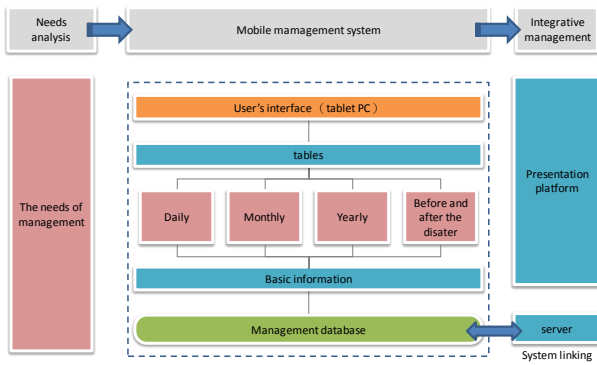 Needs
analysis
Mobile mamagement system
Integrative
management
User's interface （ tablet PC ）
tables
The needs of
management
Daily
Monthly
Yearly
Before and
after the
disater
Presentation
platform
Basic information
Management database
server
System linking